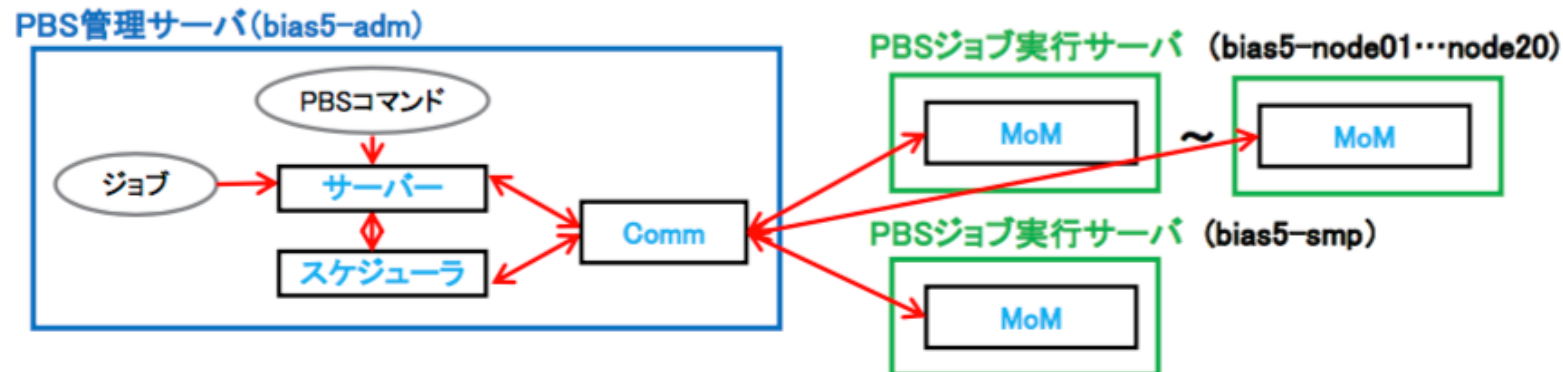 PBS管理サーバ(bias5-adm)
PBSコマンド
ジョブ
サーバー
スケジューラ
Comm
PBSジョブ実行サーバ (bias5-node01…node20)
MoM
～
MoM
PBSジョブ実行サーバ (bias5-smp)
MoM